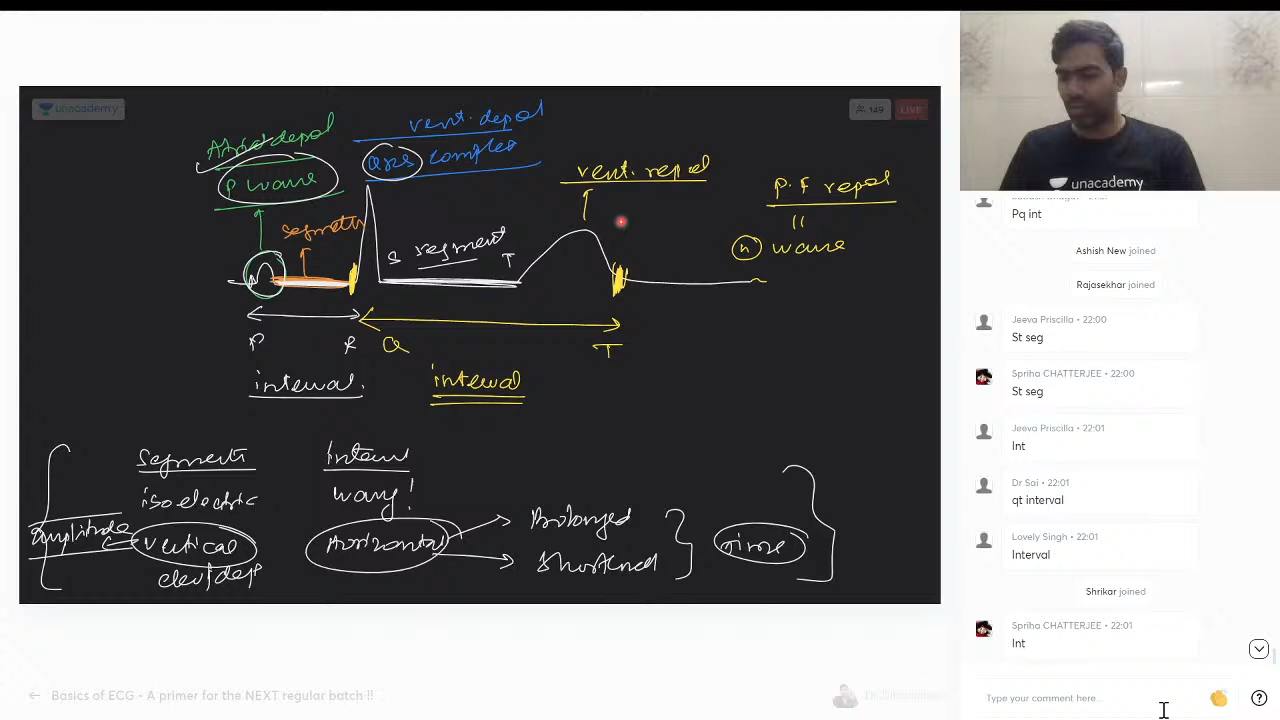 unacademy
149
LIVE
vent. depol
Atrial depol
QRS complex
P wave
vent. repol
P.F repol
=
segment
S segment T
n wave
P R Q T
interval.
interval
segments
isoelectric
wavy!
Amplitude
vertical
Horizontal
Prolonged
Shortened
time
elev/dep
unacademy
Pq int
Ashish New joined
Rajasekhar joined
Jeeva Priscilla • 22:00
St seg
Spriha CHATTERJEE • 22:00
St seg
Jeeva Priscilla • 22:01
Int
Dr Sai • 22:01
qt interval
Lovely Singh • 22:01
Interval
Shrikar joined
Spriha CHATTERJEE • 22:01
Int
Type your comment here...
← Basics of ECG - A primer for the NEXT regular batch !!